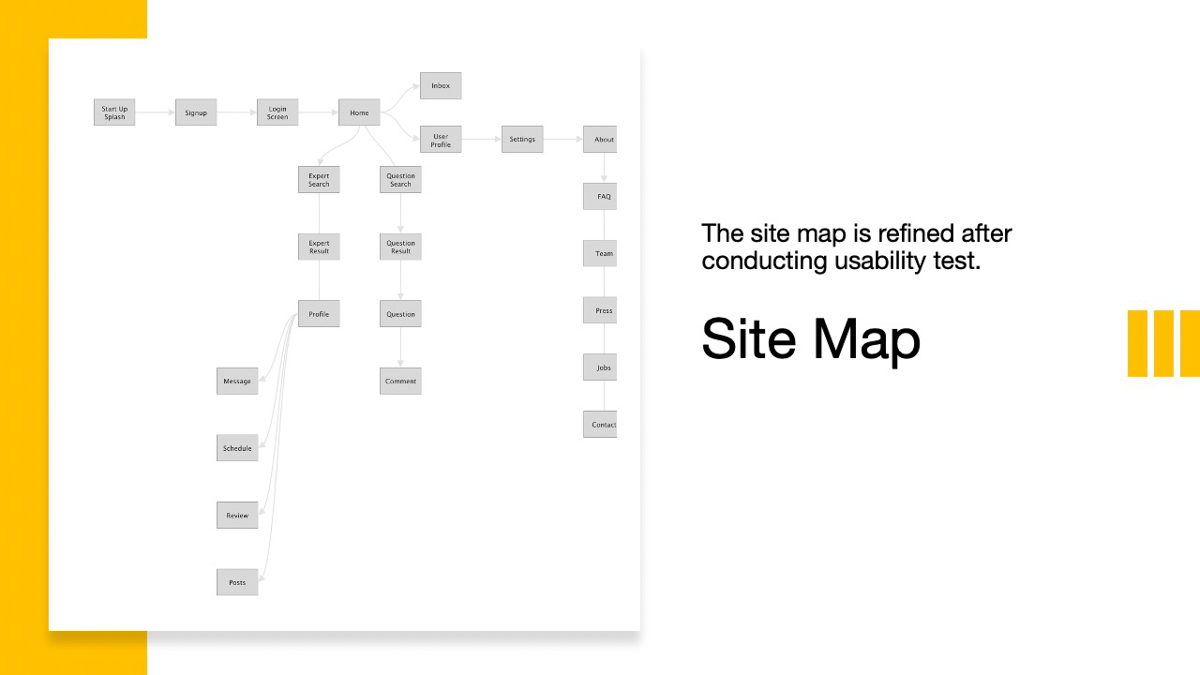 Inbox
Start Up
Splash
Signup
Login
Screen
Home
User
Profile
Settings
About
Expert
Search
Question
Search
FAQ
Expert
Result
Question
Result
Team
Profile
Question
Press
Message
Comment
Jobs
Contact
Schedule
Review
Posts
The site map is refined after
conducting usability test.
Site Map